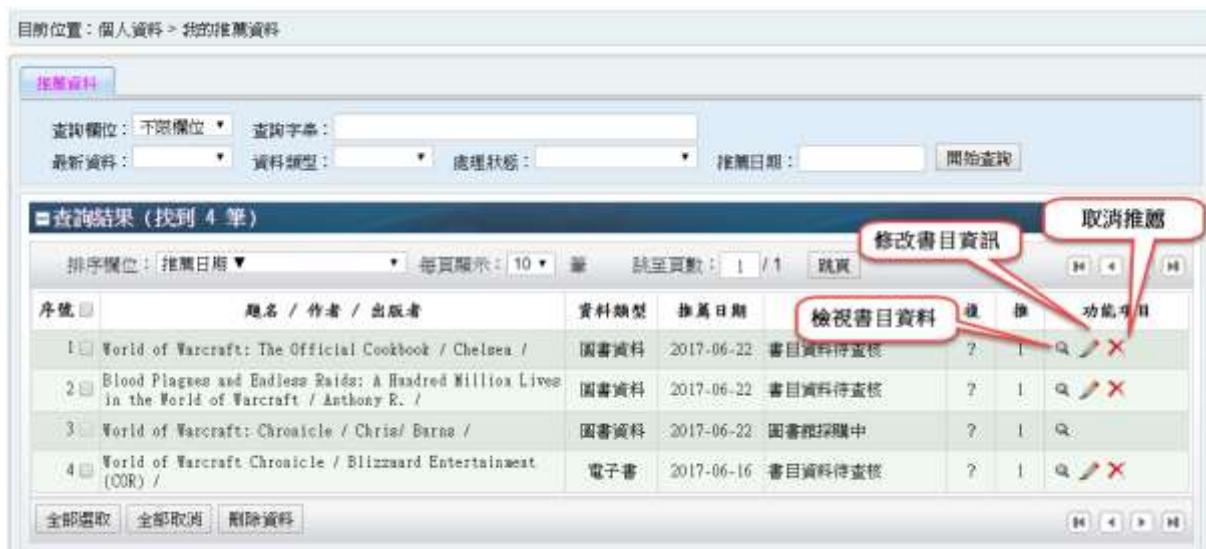 目前位置：個人資料 > 我的推薦資料
推薦資料
查詢欄位： 不限欄位 查詢字串：
最新資料： 資料類型： 處理狀態： 推薦日期： 開始查詢
查詢結果 (找到 4 筆)
取消推薦
修改書目資訊
排序欄位： 推薦日期▼ 每頁顯示： 10 筆 跳至頁數： 1 / 1 跳頁
檢視書目資料
序號 題名 / 作者 / 出版者 資料類型 推薦日期 複 推 功能項目
1 World of Warcraft: The Official Cookbook / Chelsea / 圖書資料 2017-06-22 書目資料待查核 ? 1
2 Blood Plagues and Endless Raids: A Hundred Million Lives 圖書資料 2017-06-22 書目資料待查核 ? 1
in the World of Warcraft / Anthony R. /
3 World of Warcraft: Chronicle / Chris/ Burns / 圖書資料 2017-06-22 圖書館採購中 ? 1
4 World of Warcraft Chronicle / Blizzard Entertainment 電子書 2017-06-16 書目資料待查核 ? 1
(COR) /
全部選取 全部取消 刪除資料